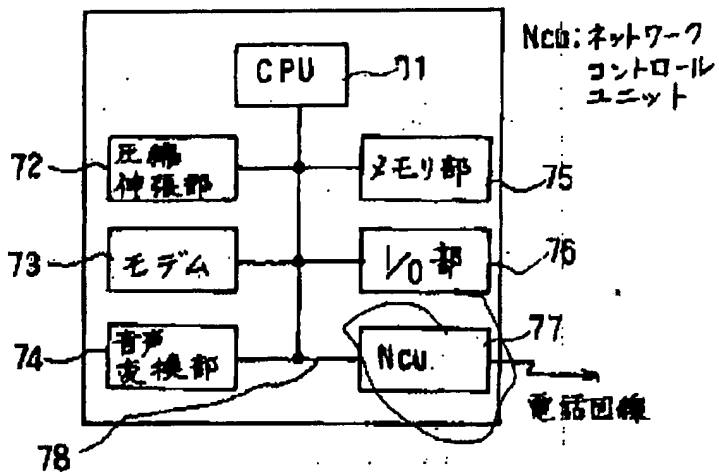 CPU
71
NCU:ネットワーク
コントロール
ユニット
72
圧縮
伸張部
メモリ部
75
73
モデム
I/O部
76
74
音声
変換部
NCU
77
電話回線
78